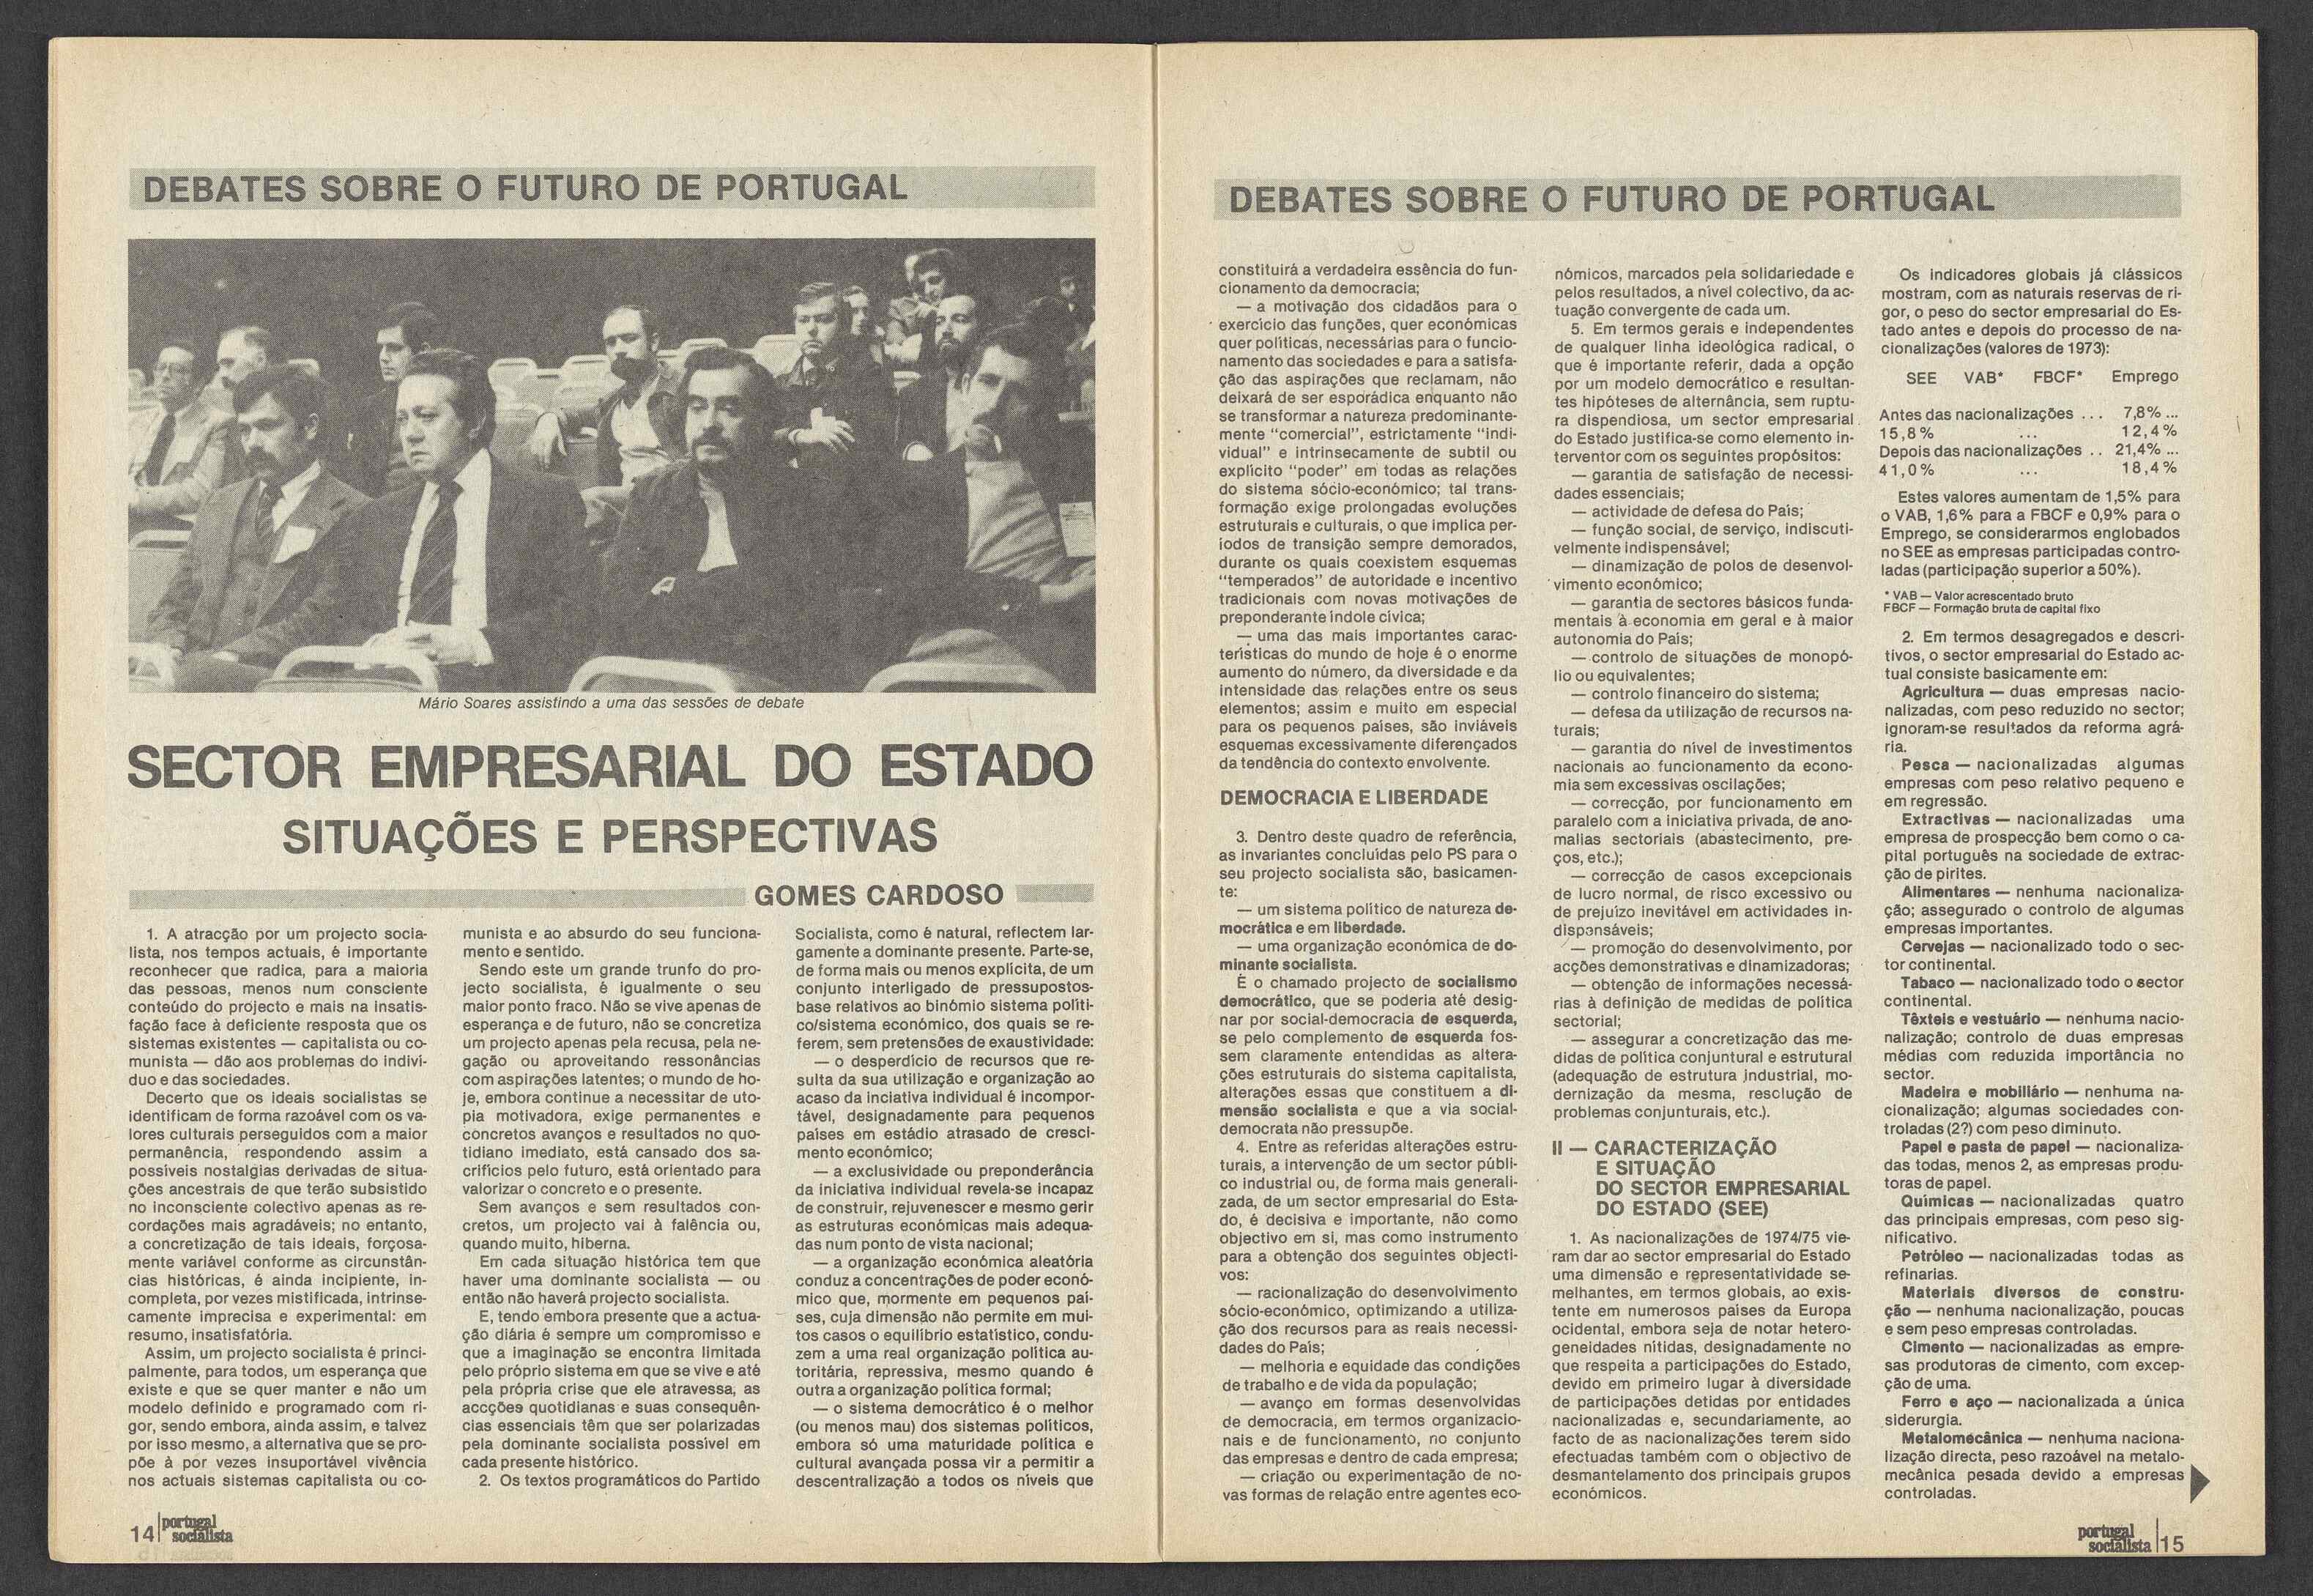 DEBATES SOBRE O FUTURO DE PORTUGAL
Mário Soares assistindo a uma das sessões de debate
SECTOR EMPRESARIAL DO ESTADO
SITUAÇÕES E PERSPECTIVAS
GOMES CARDOSO
1. A atracção por um projecto socia-
lista, nos tempos actuais, é importante
reconhecer que radica, para a maioria
das pessoas, menos num consciente
conteúdo do projecto e mais na insatis-
fação face à deficiente resposta que os
sistemas existentes — capitalista ou co-
munista — dão aos problemas do indiví-
duo e das sociedades.
Decerto que os ideais socialistas se
identificam de forma razoável com os va-
lores culturais perseguidos com a maior
permanência, respondendo assim a
possíveis nostalgias derivadas de situa-
ções ancestrais de que terão subsistido
no inconsciente colectivo apenas as re-
cordações mais agradáveis; no entanto,
a concretização de tais ideais, forçosa-
mente variável conforme as circunstân-
cias históricas, é ainda incipiente, in-
completa, por vezes mistificada, intrinse-
camente imprecisa e experimental: em
resumo, insatisfatória.
Assim, um projecto socialista é princi-
palmente, para todos, um esperança que
existe e que se quer manter e não um
modelo definido e programado com ri-
gor, sendo embora, ainda assim, e talvez
por isso mesmo, a alternativa que se pro-
põe à por vezes insuportável vivência
nos actuais sistemas capitalista ou co-
munista e ao absurdo do seu funciona-
mento e sentido.
Sendo este um grande trunfo do pro-
jecto socialista, é igualmente o seu
maior ponto fraco. Não se vive apenas de
esperança e de futuro, não se concretiza
um projecto apenas pela recusa, pela ne-
gação ou aproveitando ressonâncias
com aspirações latentes; o mundo de ho-
je, embora continue a necessitar de uto-
pia motivadora, exige permanentes e
concretos avanços e resultados no quo-
tidiano imediato, está cansado dos sa-
crifícios pelo futuro, está orientado para
valorizar o concreto e o presente.
Sem avanços e sem resultados con-
cretos, um projecto vai à falência ou,
quando muito, hiberna.
Em cada situação histórica tem que
haver uma dominante socialista — ou
então não haverá projecto socialista.
E, tendo embora presente que a actua-
ção diária é sempre um compromisso e
que a imaginação se encontra limitada
pelo próprio sistema em que se vive e até
pela própria crise que ele atravessa, as
acções quotidianas e suas consequên-
cias essenciais têm que ser polarizadas
pela dominante socialista possível em
cada presente histórico.
2. Os textos programáticos do Partido
Socialista, como é natural, reflectem lar-
gamente a dominante presente. Parte-se,
de forma mais ou menos explícita, de um
conjunto interligado de pressupostos-
base relativos ao binómio sistema políti-
co/sistema económico, dos quais se re-
ferem, sem pretensões de exaustividade:
— o desperdício de recursos que re-
sulta da sua utilização e organização ao
acaso da inciativa individual é incompor-
tável, designadamente para pequenos
países em estádio atrasado de cresci-
mento económico;
— a exclusividade ou preponderância
da iniciativa individual revela-se incapaz
de construir, rejuvenescer e mesmo gerir
as estruturas económicas mais adequa-
das num ponto de vista nacional;
— a organização económica aleatória
conduz a concentrações de poder econó-
mico que, mormente em pequenos paí-
ses, cuja dimensão não permite em mui-
tos casos o equilíbrio estatístico, condu-
zem a uma real organização política au-
toritária, repressiva, mesmo quando é
outra a organização política formal;
— o sistema democrático é o melhor
(ou menos mau) dos sistemas políticos,
embora só uma maturidade política e
cultural avançada possa vir a permitir a
descentralização a todos os níveis que
14 portugal
socialista
DEBATES SOBRE O FUTURO DE PORTUGAL
constituirá a verdadeira essência do fun-
cionamento da democracia;
— a motivação dos cidadãos para o
exercício das funções, quer económicas
quer políticas, necessárias para o funcio-
namento das sociedades e para a satisfa-
ção das aspirações que reclamam, não
deixará de ser esporádica enquanto não
se transformar a natureza predominante-
mente "comercial", estrictamente "indi-
vidual" e intrinsecamente de subtil ou
explícito "poder" em todas as relações
do sistema sócio-económico; tal trans-
formação exige prolongadas evoluções
estruturais e culturais, o que implica per-
íodos de transição sempre demorados,
durante os quais coexistem esquemas
"temperados" de autoridade e incentivo
tradicionais com novas motivações de
preponderante índole cívica;
— uma das mais importantes carac-
terísticas do mundo de hoje é o enorme
aumento do número, da diversidade e da
intensidade das relações entre os seus
elementos; assim e muito em especial
para os pequenos países, são inviáveis
esquemas excessivamente diferençados
da tendência do contexto envolvente.
DEMOCRACIA E LIBERDADE
3. Dentro deste quadro de referência,
as invariantes concluídas pelo PS para o
seu projecto socialista são, basicamen-
te:
— um sistema político de natureza de-
mocrática e em liberdade.
— uma organização económica de do-
minante socialista.
É o chamado projecto de socialismo
democrático, que se poderia até desig-
nar por social-democracia de esquerda,
se pelo complemento de esquerda fos-
sem claramente entendidas as altera-
ções estruturais do sistema capitalista,
alterações essas que constituem a di-
mensão socialista e que a via social-
democrata não pressupõe.
4. Entre as referidas alterações estru-
turais, a intervenção de um sector públi-
co industrial ou, de forma mais generali-
zada, de um sector empresarial do Esta-
do, é decisiva e importante, não como
objectivo em si, mas como instrumento
para a obtenção dos seguintes objecti-
vos:
— racionalização do desenvolvimento
sócio-económico, optimizando a utiliza-
ção dos recursos para as reais necessi-
dades do País;
— melhoria e equidade das condições
de trabalho e de vida da população;
— avanço em formas desenvolvidas
de democracia, em termos organizacio-
nais e de funcionamento, no conjunto
das empresas e dentro de cada empresa;
— criação ou experimentação de no-
vas formas de relação entre agentes eco-
nómicos, marcados pela solidariedade e
pelos resultados, a nível colectivo, da ac-
tuação convergente de cada um.
5. Em termos gerais e independentes
de qualquer linha ideológica radical, o
que é importante referir, dada a opção
por um modelo democrático e resultan-
tes hipóteses de alternância, sem ruptu-
ra dispendiosa, um sector empresarial
do Estado justifica-se como elemento in-
terventor com os seguintes propósitos:
— garantia de satisfação de necessi-
dades essenciais;
— actividade de defesa do País;
— função social, de serviço, indiscuti-
velmente indispensável;
— dinamização de polos de desenvol-
vimento económico;
— garantia de sectores básicos funda-
mentais à economia em geral e à maior
autonomia do País;
— controlo de situações de monopó-
lio ou equivalentes;
— controlo financeiro do sistema;
— defesa da utilização de recursos na-
turais;
— garantia do nível de investimentos
nacionais ao funcionamento da econo-
mia sem excessivas oscilações;
— correcção, por funcionamento em
paralelo com a iniciativa privada, de ano-
malias sectoriais (abastecimento, pre-
ços, etc.);
— correcção de casos excepcionais
de lucro normal, de risco excessivo ou
de prejuízo inevitável em actividades in-
dispensáveis;
— promoção do desenvolvimento, por
acções demonstrativas e dinamizadoras;
— obtenção de informações necessá-
rias à definição de medidas de política
sectorial;
— assegurar a concretização das me-
didas de política conjuntural e estrutural
(adequação de estrutura industrial, mo-
dernização da mesma, resolução de
problemas conjunturais, etc.).
II — CARACTERIZAÇÃO
E SITUAÇÃO
DO SECTOR EMPRESARIAL
DO ESTADO (SEE)
1. As nacionalizações de 1974/75 vie-
ram dar ao sector empresarial do Estado
uma dimensão e representatividade se-
melhantes, em termos globais, ao exis-
tente em numerosos países da Europa
ocidental, embora seja de notar hetero-
geneidades nítidas, designadamente no
que respeita a participações do Estado,
devido em primeiro lugar à diversidade
de participações detidas por entidades
nacionalizadas e, secundariamente, ao
facto de as nacionalizações terem sido
efectuadas também com o objectivo de
desmantelamento dos principais grupos
económicos.
Os indicadores globais já clássicos
mostram, com as naturais reservas de ri-
gor, o peso do sector empresarial do Es-
tado antes e depois do processo de na-
cionalizações (valores de 1973):
SEE VAB* FBCF* Emprego
Antes das nacionalizações ... 7,8% ...
15,8% ... 12,4%
Depois das nacionalizações .. 21,4% ...
41,0% ... 18,4%
Estes valores aumentam de 1,5% para
o VAB, 1,6% para a FBCF e 0,9% para o
Emprego, se considerarmos englobados
no SEE as empresas participadas contro-
ladas (participação superior a 50%).
* VAB — Valor acrescentado bruto
FBCF — Formação bruta de capital fixo
2. Em termos desagregados e descri-
tivos, o sector empresarial do Estado ac-
tual consiste basicamente em:
Agricultura — duas empresas nacio-
nalizadas, com peso reduzido no sector;
ignoram-se resultados da reforma agrá-
ria.
Pesca — nacionalizadas algumas
empresas com peso relativo pequeno e
em regressão.
Extractivas — nacionalizadas uma
empresa de prospecção bem como o ca-
pital português na sociedade de extrac-
ção de pirites.
Alimentares — nenhuma nacionaliza-
ção; assegurado o controlo de algumas
empresas importantes.
Cervejas — nacionalizado todo o sec-
tor continental.
Tabaco — nacionalizado todo o sector
continental.
Têxteis e vestuário — nenhuma nacio-
nalização; controlo de duas empresas
médias com reduzida importância no
sector.
Madeira e mobiliário — nenhuma na-
cionalização; algumas sociedades con-
troladas (2?) com peso diminuto.
Papel e pasta de papel — nacionaliza-
das todas, menos 2, as empresas produ-
toras de papel.
Químicas — nacionalizadas quatro
das principais empresas, com peso sig-
nificativo.
Petróleo — nacionalizadas todas as
refinarias.
Materiais diversos de constru-
ção — nenhuma nacionalização, poucas
e sem peso empresas controladas.
Cimento — nacionalizadas as empre-
sas produtoras de cimento, com excep-
ção de uma.
Ferro e aço — nacionalizada a única
siderurgia.
Metalomecânica — nenhuma naciona-
lização directa, peso razoável na metalo-
mecânica pesada devido a empresas
controladas.
portugal
socialista 15